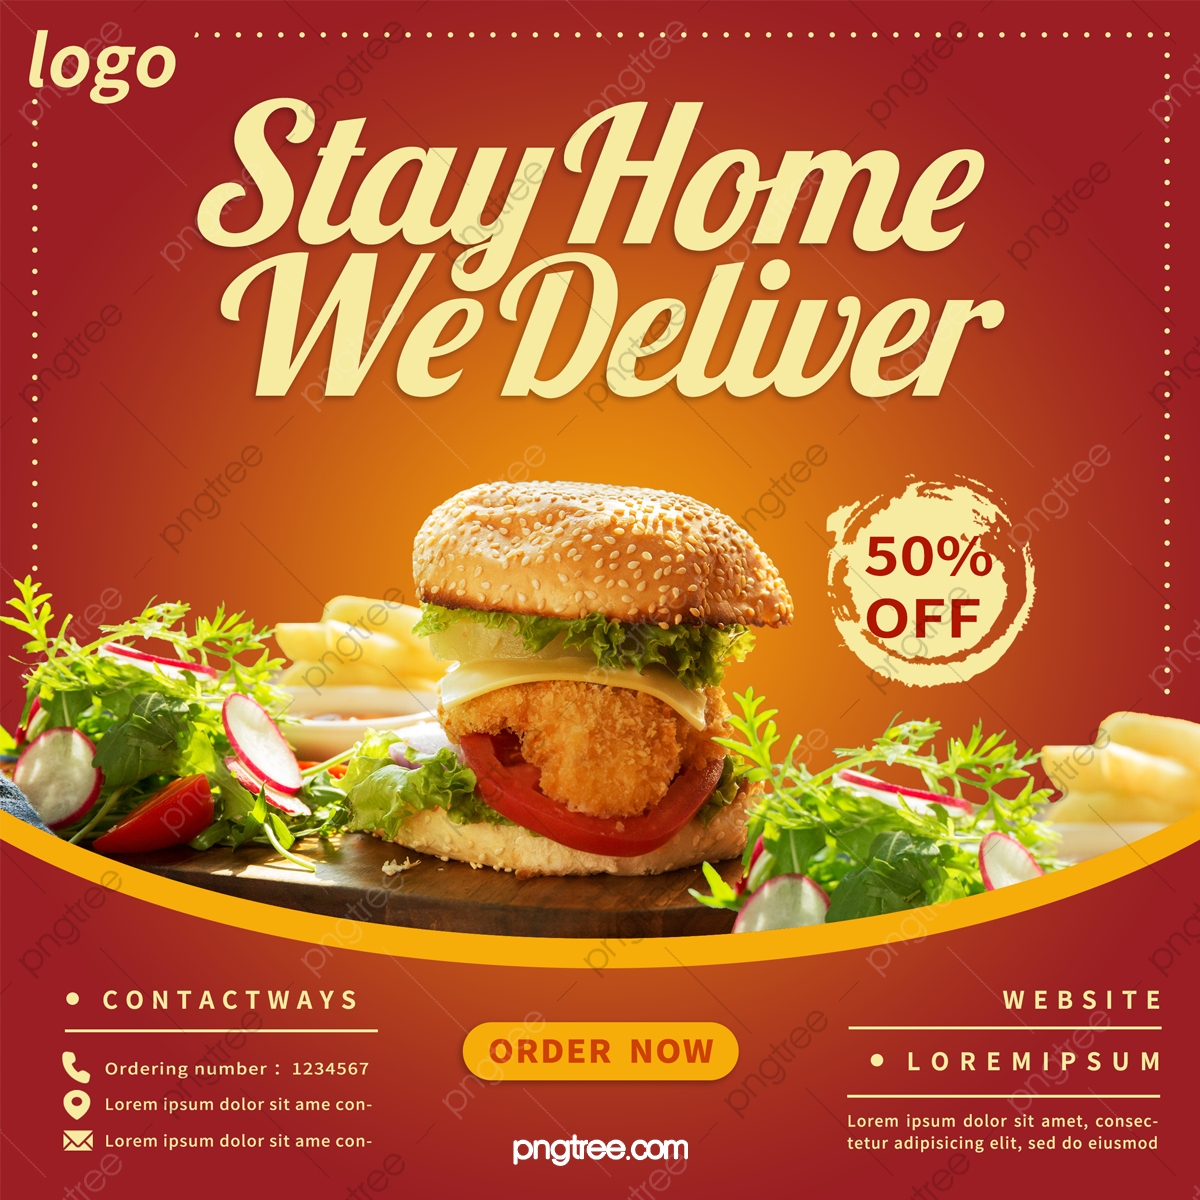 logo
Stay Home
We Deliver
50%
OFF
CONTACTWAYS
Ordering number : 1234567
Lorem ipsum dolor sit ame con-
Lorem ipsum dolor sit ame con-
ORDER NOW
pngtree.com
WEBSITE
LOREMIPSUM
Lorem ipsum dolor sit amet, consec-
tetur adipisicing elit, sed do eiusmod